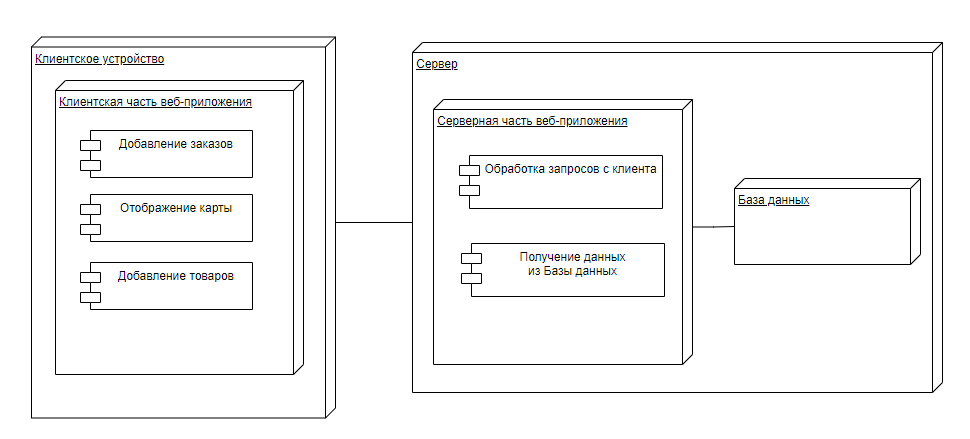 Клиентское устройство
Клиентская часть веб-приложения
Добавление заказов
Отображение карты
Добавление товаров
Сервер
Серверная часть веб-приложения
Обработка запросов с клиента
Получение данных
из Базы данных
База данных